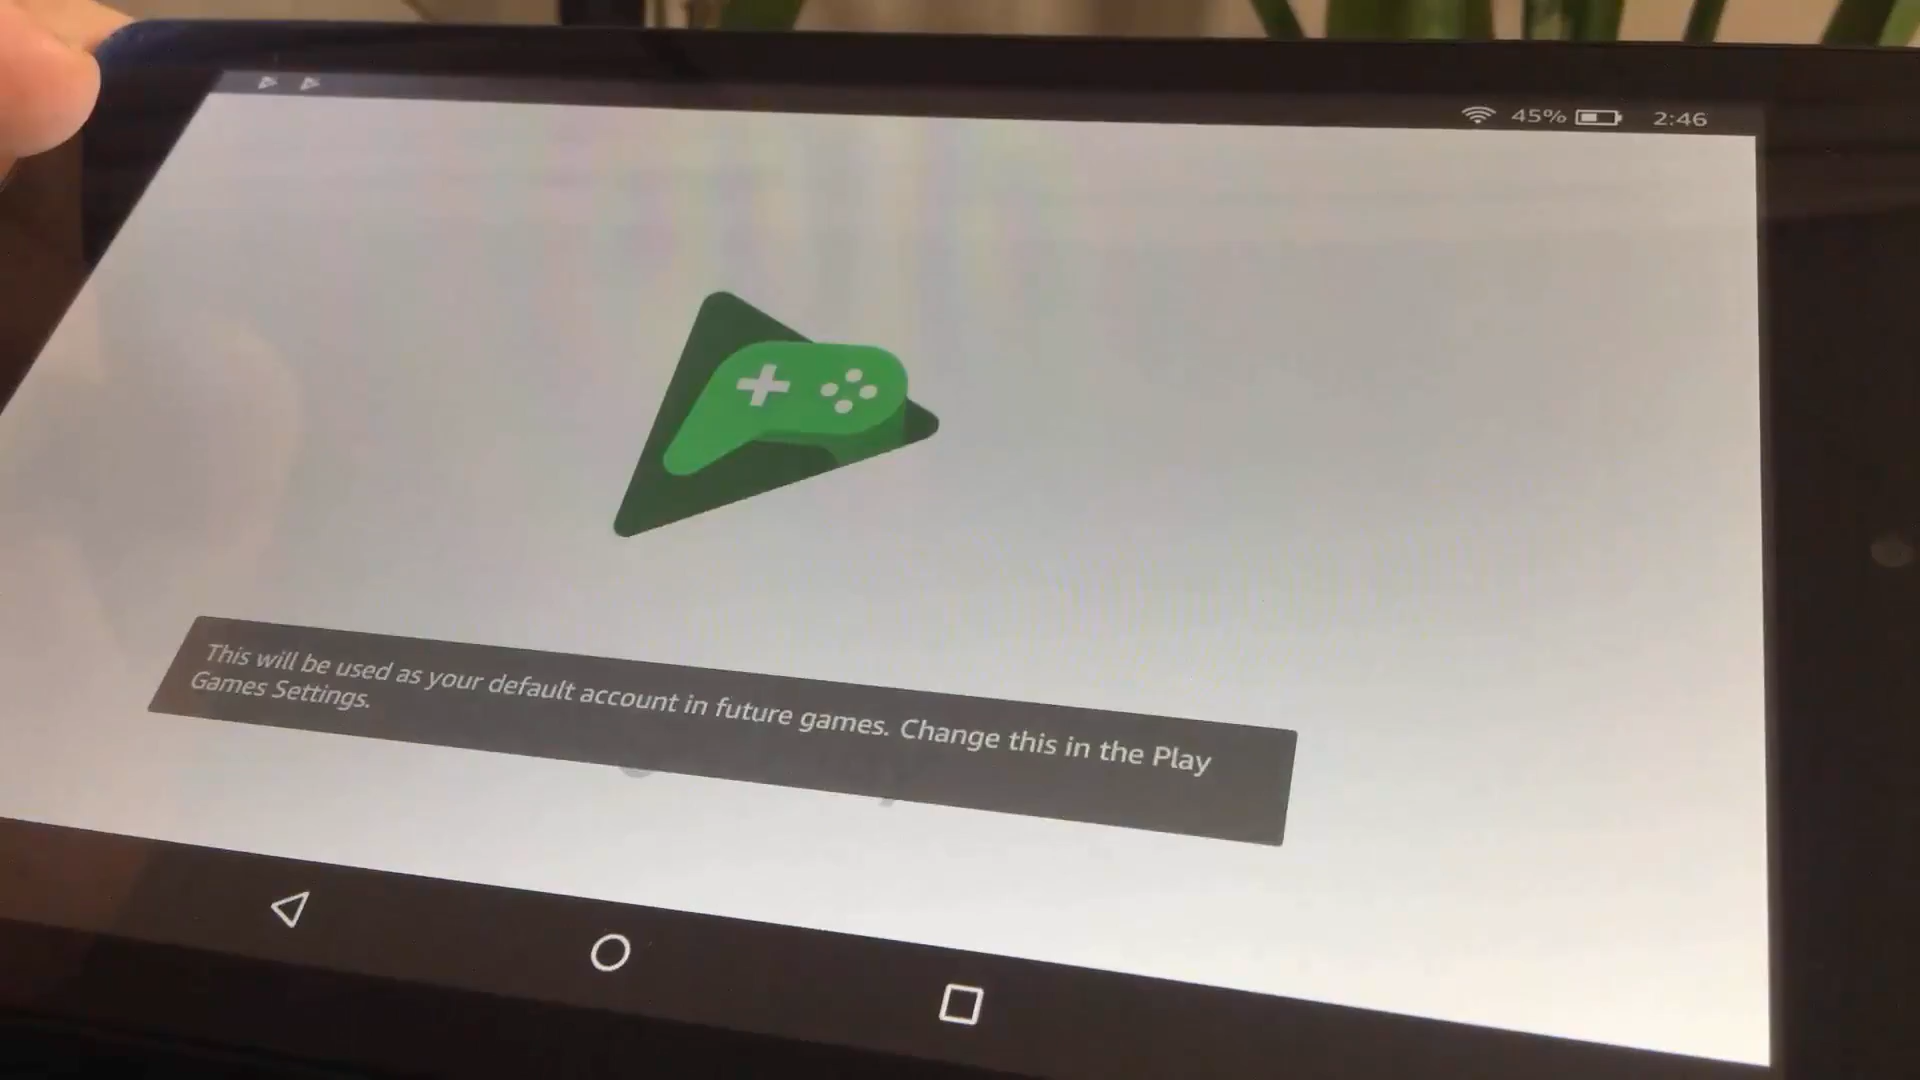 45% 2:46
This will be used as your default account in future games. Change this in the Play
Games Settings.